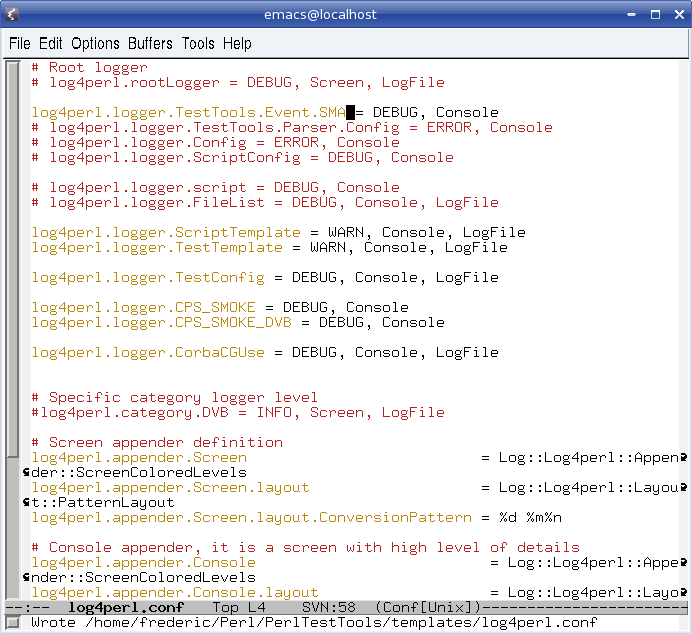 emacs@localhost
File Edit Options Buffers Tools Help
# Root logger
# log4perl.rootLogger = DEBUG, Screen, LogFile
log4perl.logger.TestTools.Event.SMA = DEBUG, Console
# log4perl.logger.TestTools.Parser.Config = ERROR, Console
# log4perl.logger.Config = ERROR, Console
# log4perl.logger.ScriptConfig = DEBUG, Console
# log4perl.logger.script = DEBUG, Console
# log4perl.logger.FileList = DEBUG, Console, LogFile
log4perl.logger.ScriptTemplate = WARN, Console, LogFile
log4perl.logger.TestTemplate = WARN, Console, LogFile
log4perl.logger.TestConfig = DEBUG, Console, LogFile
log4perl.logger.CPS_SMOKE = DEBUG, Console
log4perl.logger.CPS_SMOKE_DVB = DEBUG, Console
log4perl.logger.CorbaCGUse = DEBUG, Console, LogFile
# Specific category logger level
#log4perl.category.DVB = INFO, Screen, LogFile
# Screen appender definition
log4perl.appender.Screen = Log::Log4perl::Appen
der::ScreenColoredLevels
log4perl.appender.Screen.layout = Log::Log4perl::Layou
t::PatternLayout
log4perl.appender.Screen.layout.ConversionPattern = %d %m%n
# Console appender, it is a screen with high level of details
log4perl.appender.Console = Log::Log4perl::Appe
nder::ScreenColoredLevels
log4perl.appender.Console.layout = Log::Log4perl::Layo
--:-- log4perl.conf Top L4 SVN:58 (Conf[Unix])--------------------
Wrote /home/frederic/Perl/PerlTestTools/templates/log4perl.conf